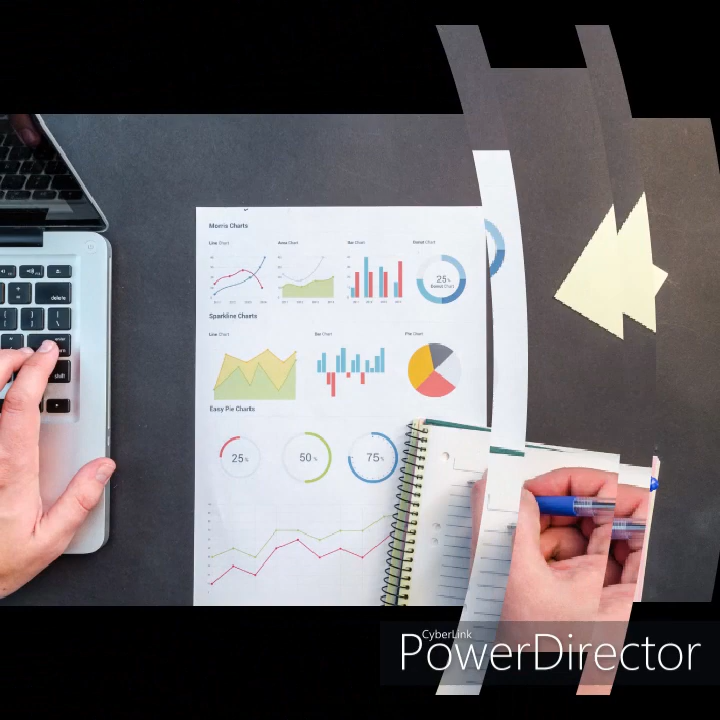 Morris Charts
Line Chart
Area Chart
Bar Chart
Donut Chart
25%
Sparkline Charts
Line Chart
Bar Chart
Pie Chart
Easy Pie Charts
25%
50%
75%
delete
shift
CyberLink
PowerDirector